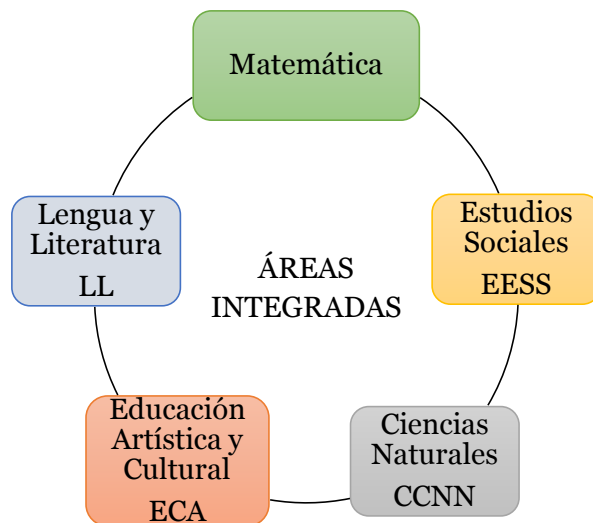 Matemática
Estudios
Sociales
EESS
Ciencias
Naturales
CCNN
Educación
Artística y
Cultural
ECA
Lengua y
Literatura
LL
ÁREAS
INTEGRADAS